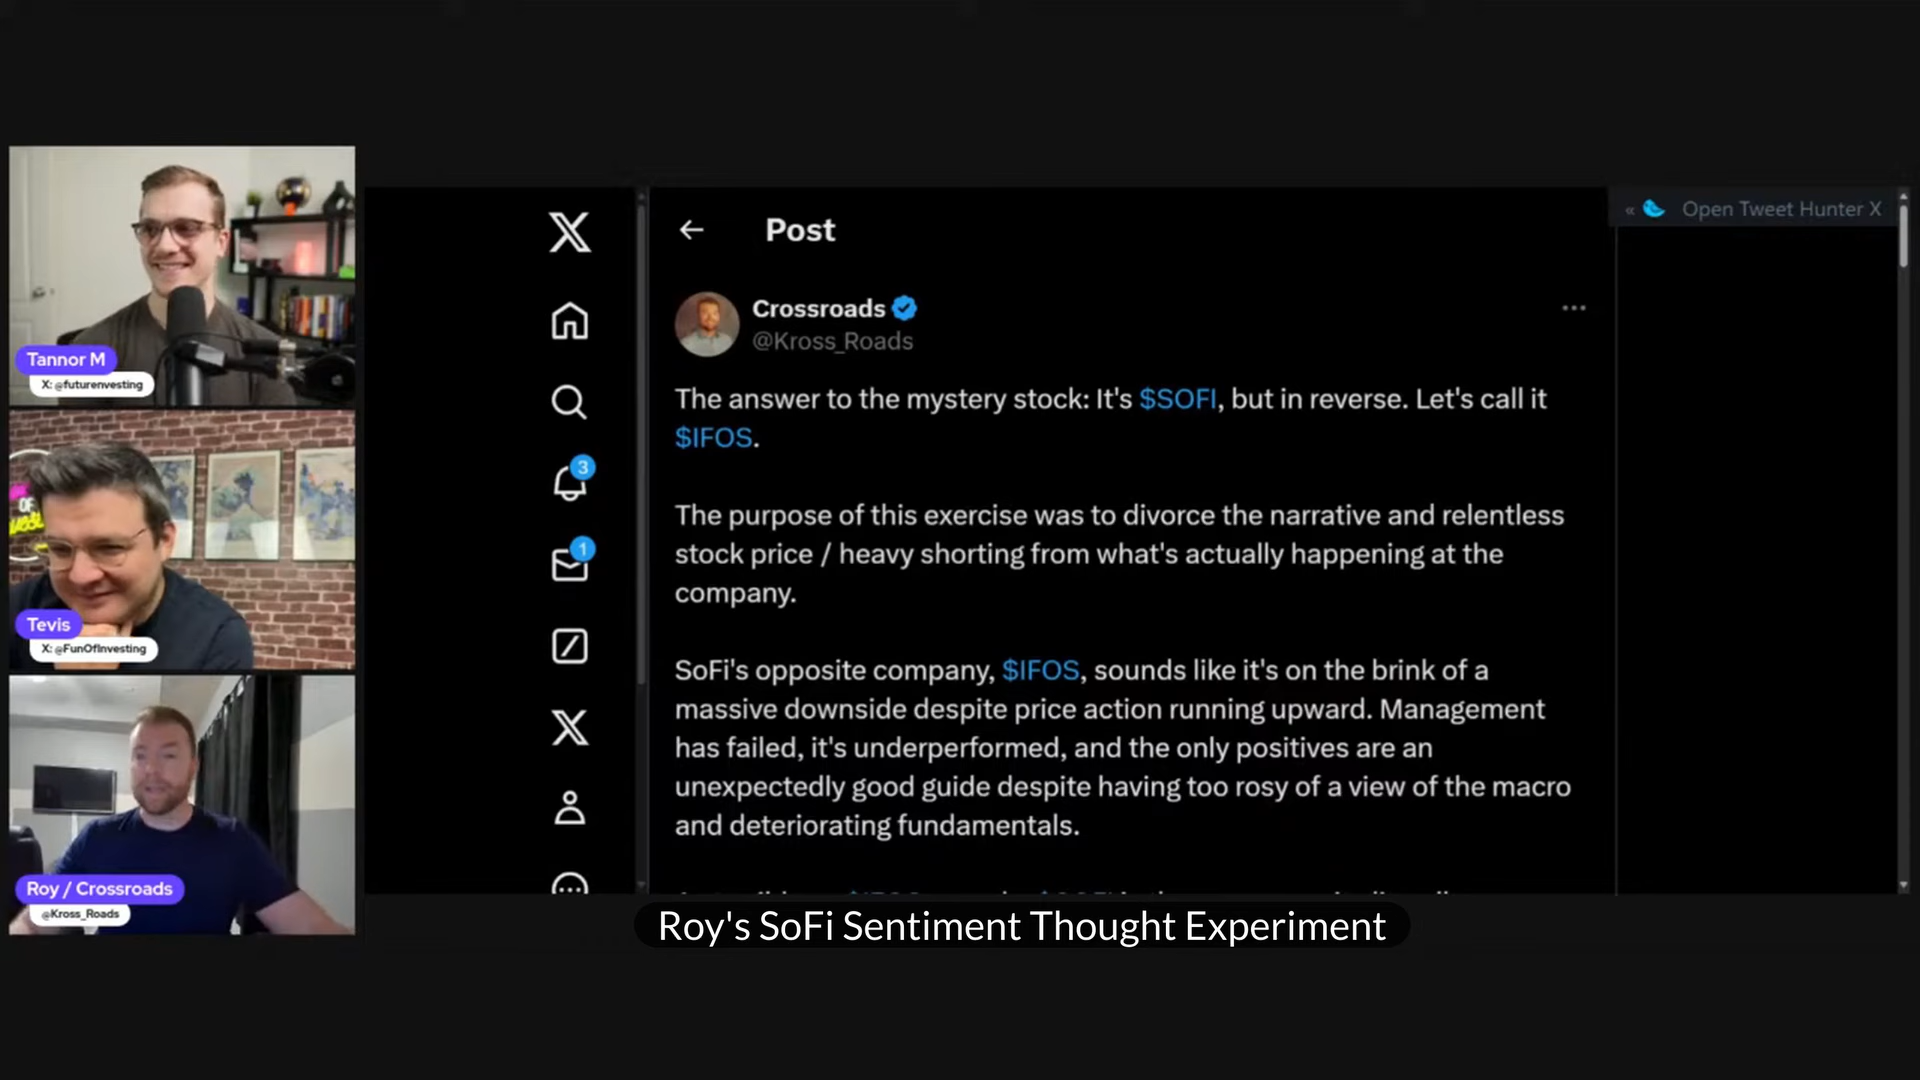 Tannor M
X: @futurenvesting
OF
Tevis
X: @FunOfInvesting
Roy / Crossroads
@Kross_Roads
3
1
Post
Crossroads
@Kross_Roads
The answer to the mystery stock: It's $SOFI, but in reverse. Let's call it
$IFOS.
The purpose of this exercise was to divorce the narrative and relentless
stock price / heavy shorting from what's actually happening at the
company.
SoFi's opposite company, $IFOS, sounds like it's on the brink of a
massive downside despite price action running upward. Management
has failed, it's underperformed, and the only positives are an
unexpectedly good guide despite having too rosy of a view of the macro
and deteriorating fundamentals.
« Open Tweet Hunter X
Roy's SoFi Sentiment Thought Experiment